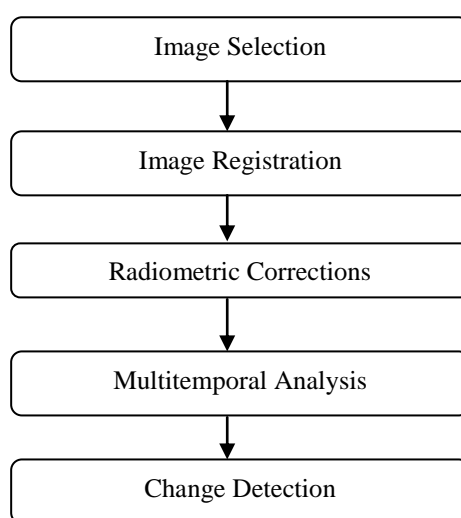 Image Selection
Image Registration
Radiometric Corrections
Multitemporal Analysis
Change Detection